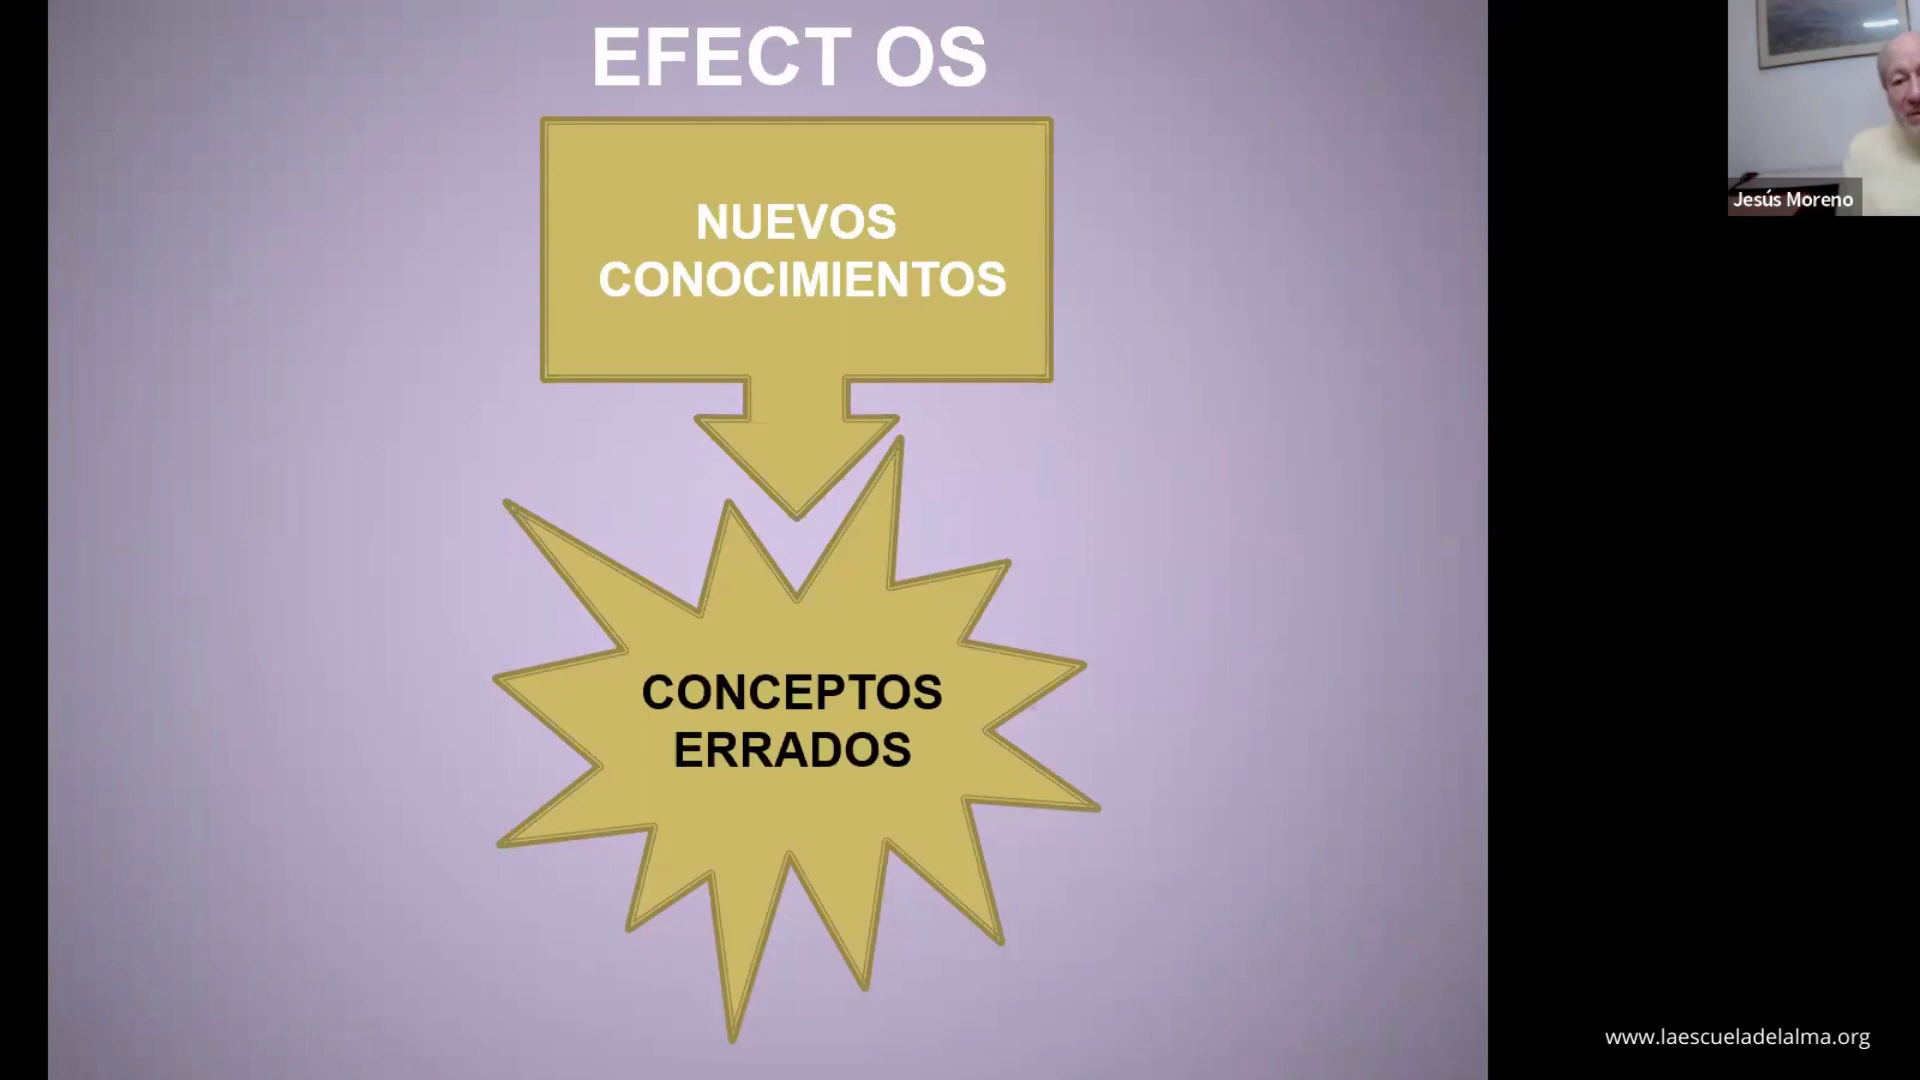 EFECT OS
NUEVOS
CONOCIMIENTOS
CONCEPTOS
ERRADOS
Jesús Moreno
www.laescueladelalma.org